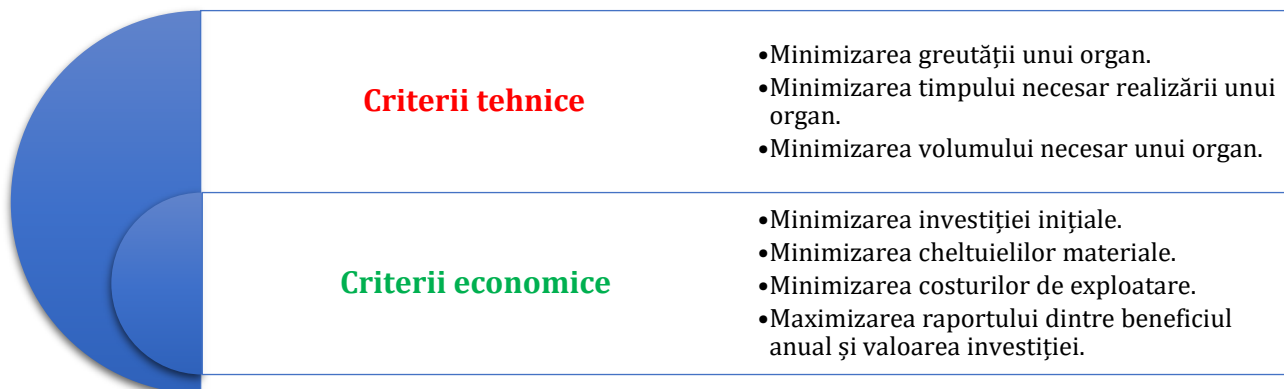 Criterii tehnice
•Minimizarea greutății unui organ.
•Minimizarea timpului necesar realizării unui
organ.
•Minimizarea volumului necesar unui organ.
Criterii economice
•Minimizarea investiției inițiale.
•Minimizarea cheltuielilor materiale.
•Minimizarea costurilor de exploatare.
•Maximizarea raportului dintre beneficiul
anual și valoarea investiției.